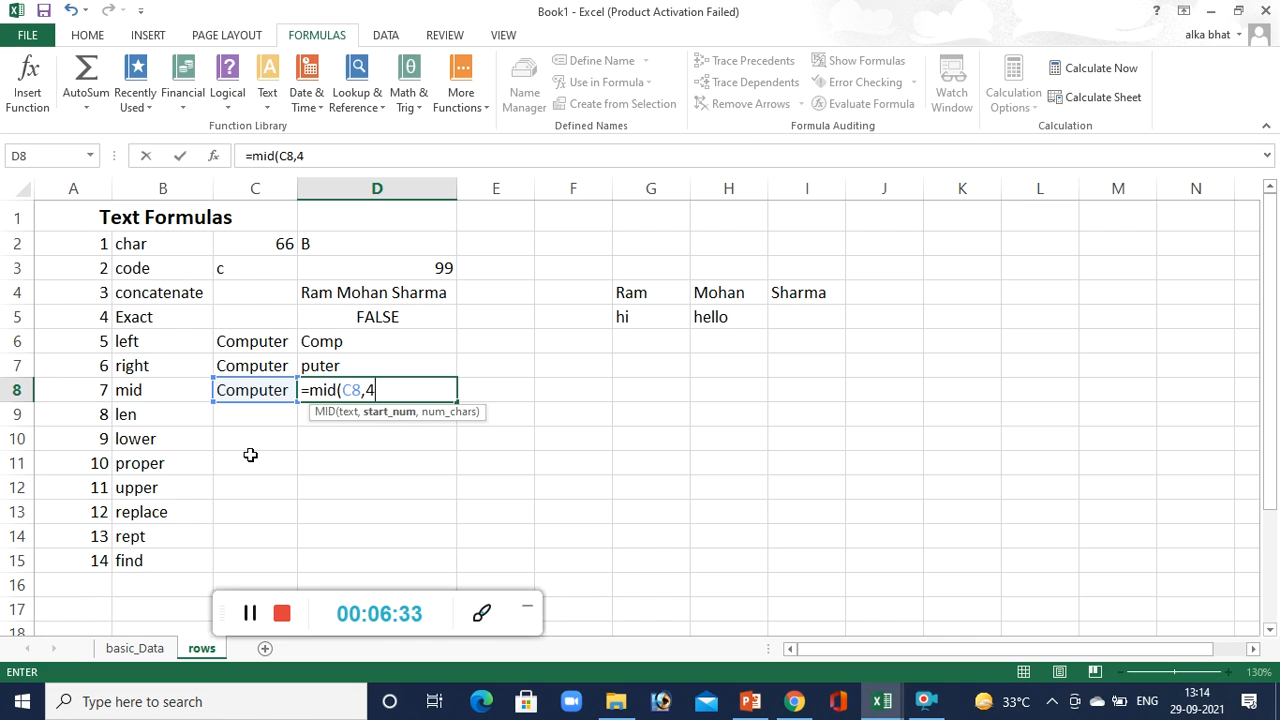 Book1 - Excel (Product Activation Failed)
FILE HOME INSERT PAGE LAYOUT FORMULAS DATA REVIEW VIEW alka bhat
Insert Function
AutoSum
Recently Used
Financial
Logical
Text
Date & Time
Lookup & Reference
Math & Trig
More Functions
Function Library
Name Manager
Define Name
Use in Formula
Create from Selection
Defined Names
Trace Precedents
Trace Dependents
Remove Arrows
Show Formulas
Error Checking
Evaluate Formula
Formula Auditing
Watch Window
Calculation Options
Calculate Now
Calculate Sheet
Calculation
D8 fx =mid(C8,4
A B C D E F G H I J K L M N
1 Text Formulas
2 1 char 66 B
3 2 code c 99
4 3 concatenate Ram Mohan Sharma Ram Mohan Sharma
5 4 Exact FALSE hi hello
6 5 left Computer Comp
7 6 right Computer puter
8 7 mid Computer =mid(C8,4
MID(text, start_num, num_chars)
9 8 len
10 9 lower
11 10 proper
12 11 upper
13 12 replace
14 13 rept
15 14 find
16
17
18
00:06:33
basic_Data rows
ENTER 130%
Type here to search
33°C ENG 13:14
29-09-2021